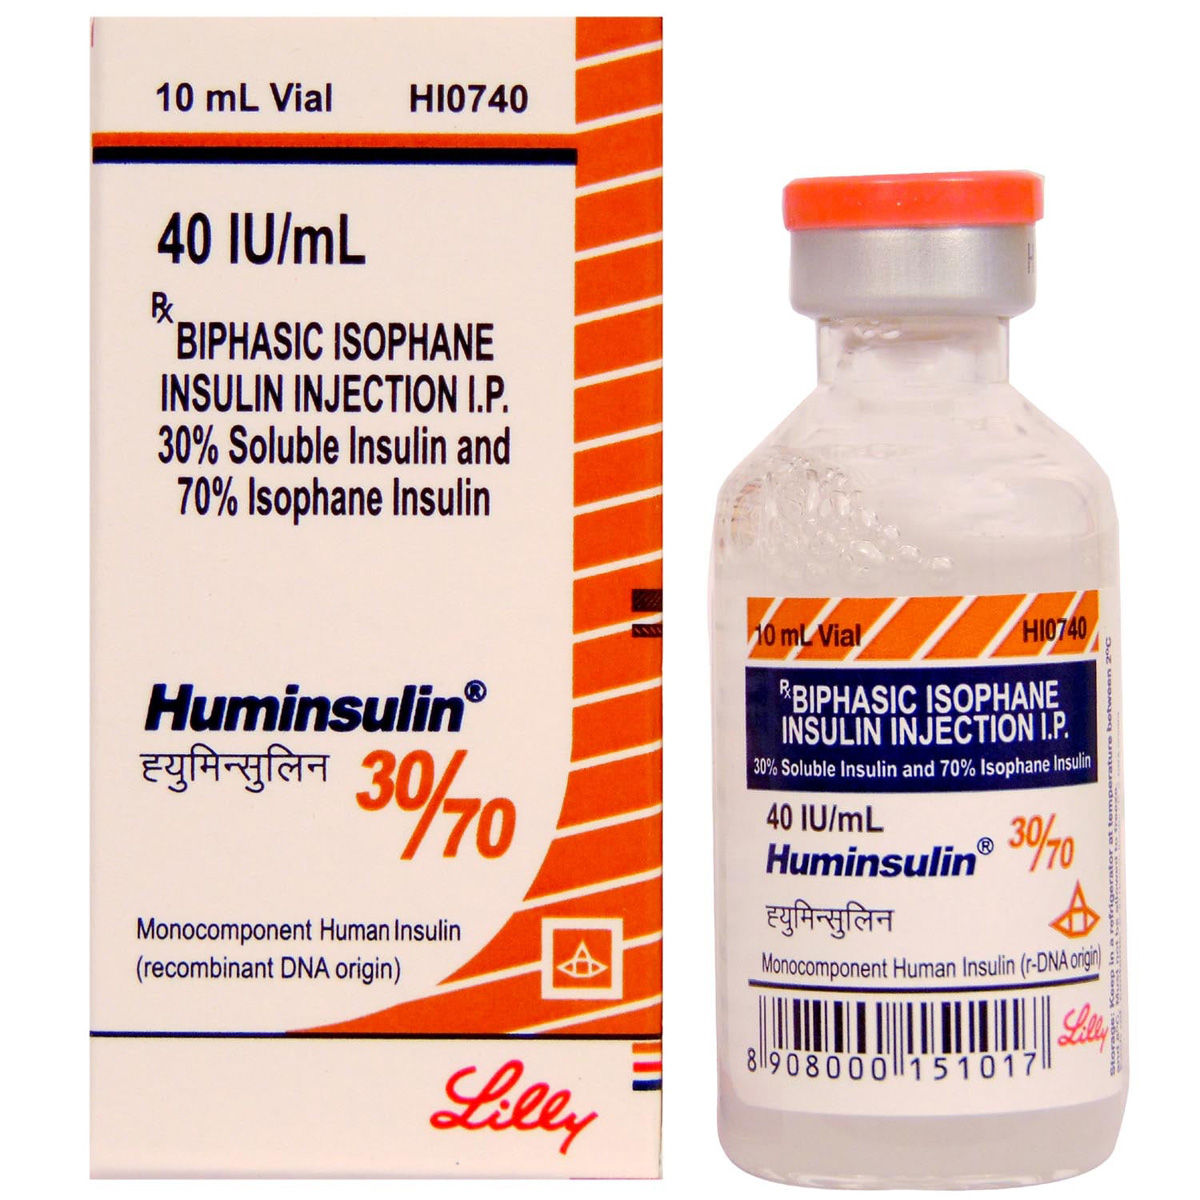 10 mL Vial HI0740
40 IU/mL
Rx
BIPHASIC ISOPHANE
INSULIN INJECTION I.P.
30% Soluble Insulin and
70% Isophane Insulin
Huminsulin®
ह्युमिन्सुलिन 30/70
Monocomponent Human Insulin
(recombinant DNA origin)
Lilly
10 mL Vial HI0740
Rx BIPHASIC ISOPHANE
INSULIN INJECTION I.P.
30% Soluble Insulin and 70% Isophane Insulin
40 IU/mL
Huminsulin® 30/70
ह्युमिन्सुलिन
Monocomponent Human Insulin (r-DNA origin)
8 908000 151017
Lilly
Storage: Keep in a refrigerator at temperature between 2°C